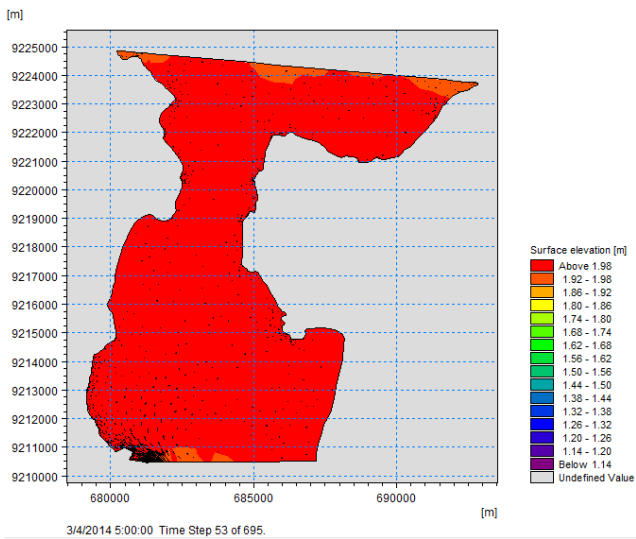 [m]
9225000
9224000
9223000
9222000
9221000
9220000
9219000
9218000
9217000
9216000
9215000
9214000
9213000
9212000
9211000
9210000
680000 685000 690000
[m]
3/4/2014 5:00:00 Time Step 53 of 695.
Surface elevation [m]
Above 1.98
1.92 - 1.98
1.86 - 1.92
1.80 - 1.86
1.74 - 1.80
1.68 - 1.74
1.62 - 1.68
1.56 - 1.62
1.50 - 1.56
1.44 - 1.50
1.38 - 1.44
1.32 - 1.38
1.26 - 1.32
1.20 - 1.26
1.14 - 1.20
Below 1.14
Undefined Value